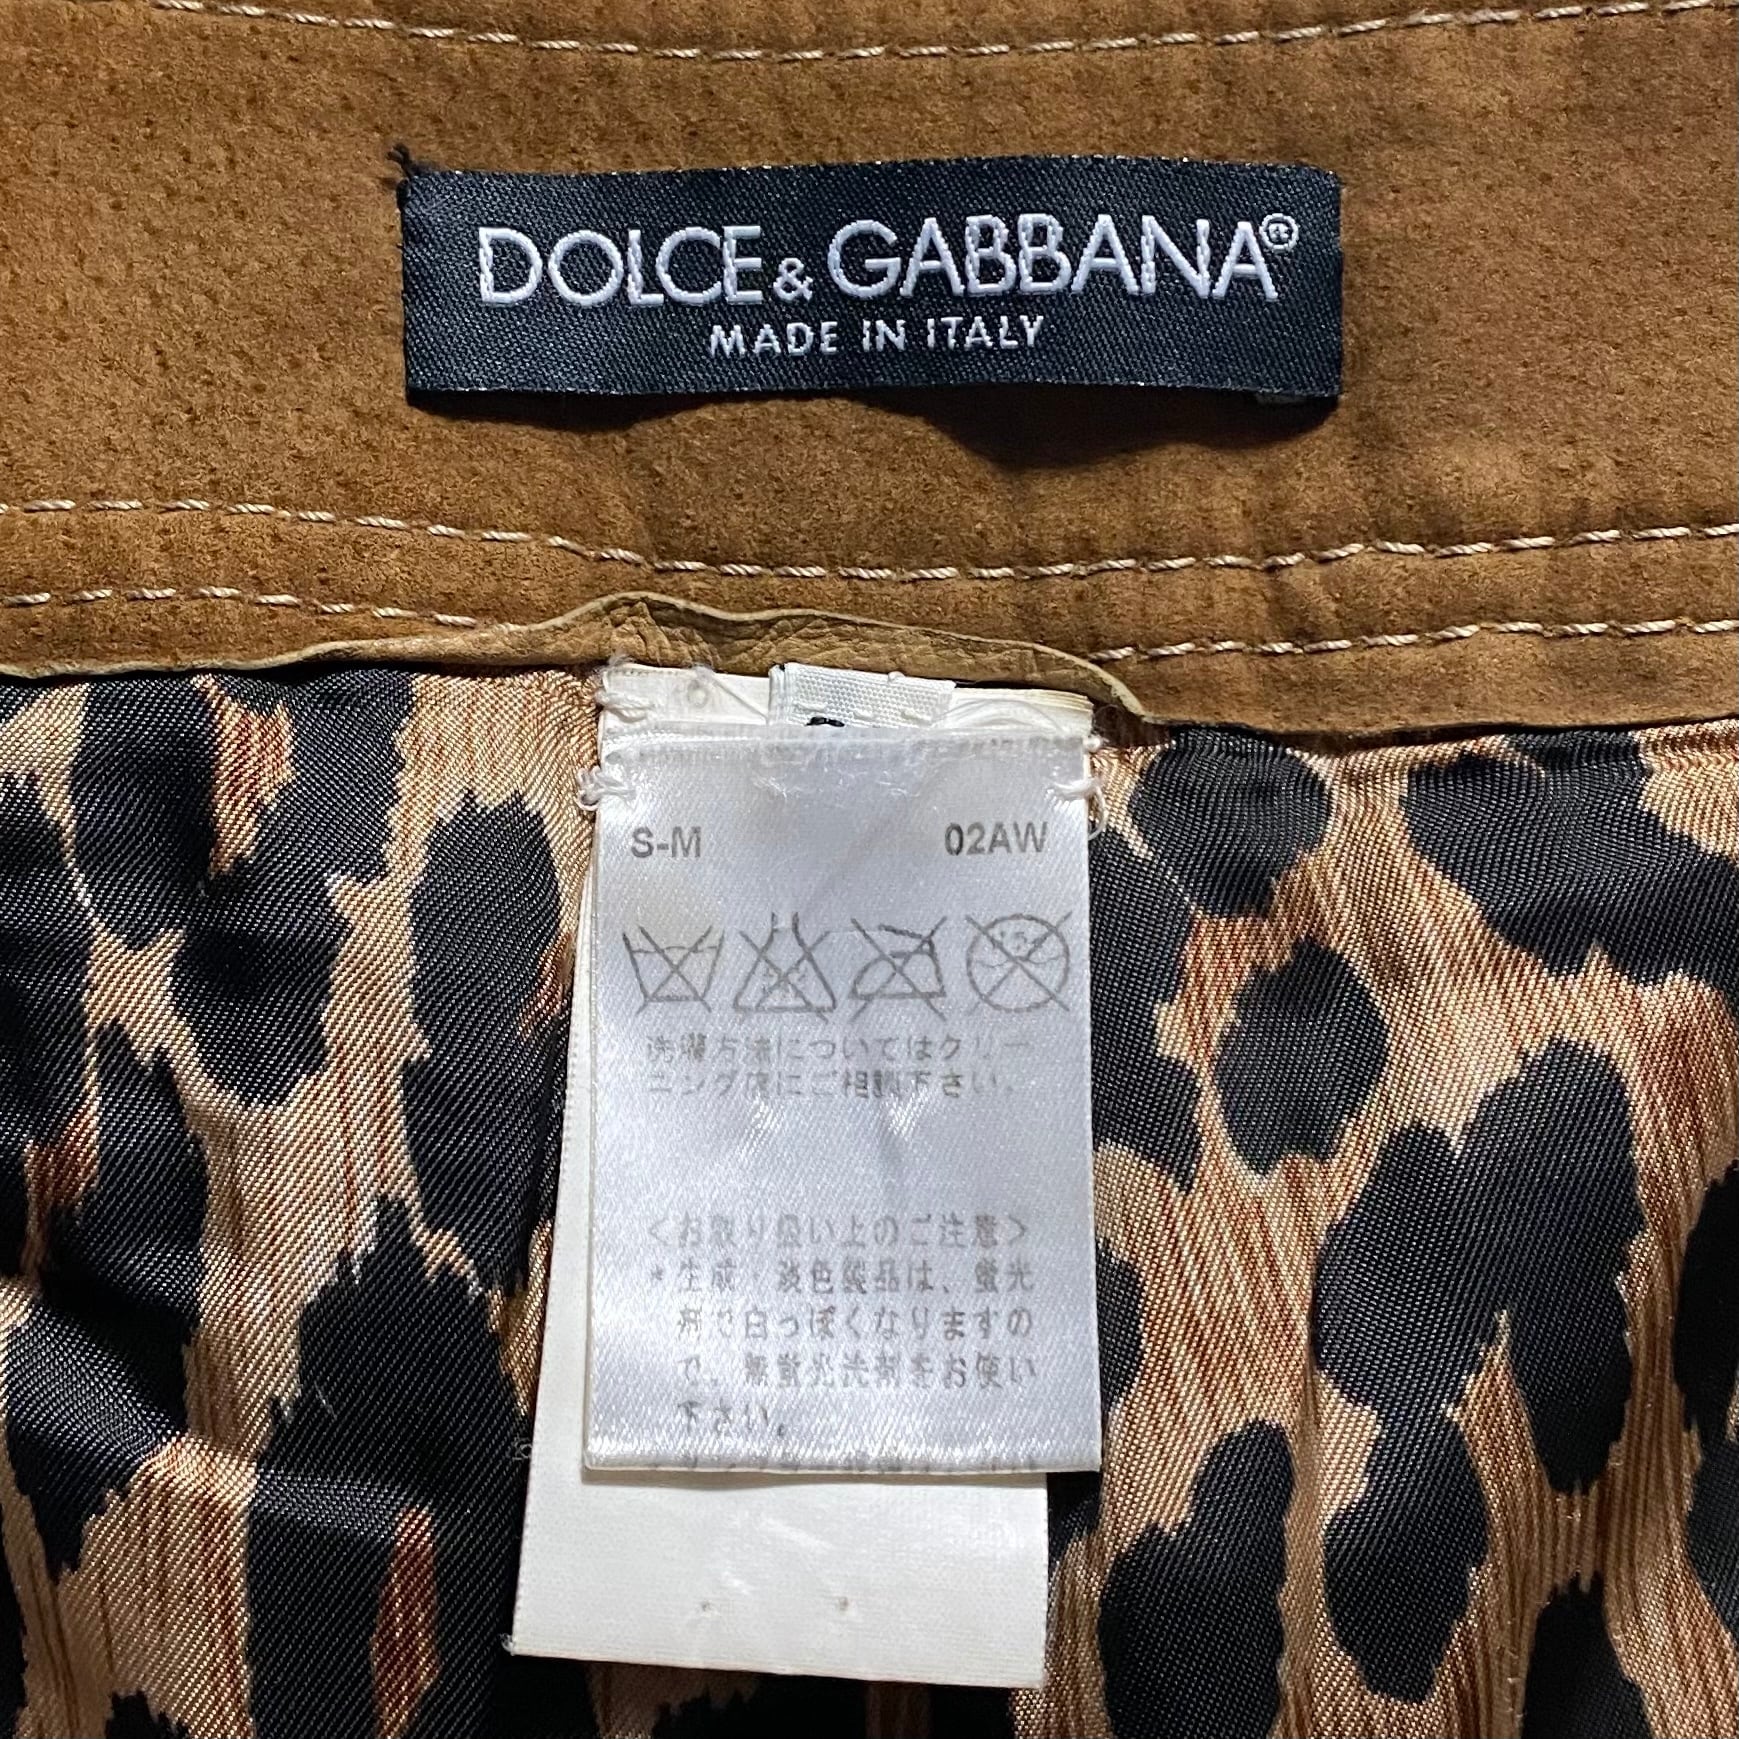 DOLCE & GABBANA®
MADE IN ITALY
S-M 02AW
洗濯方法についてはクリー
ニング店にご相談下さい。
<お取り扱い上のご注意>
*生成・淡色製品は、蛍光
剤で白っぽくなりますの
で、無蛍光洗剤をお使い
下さい。